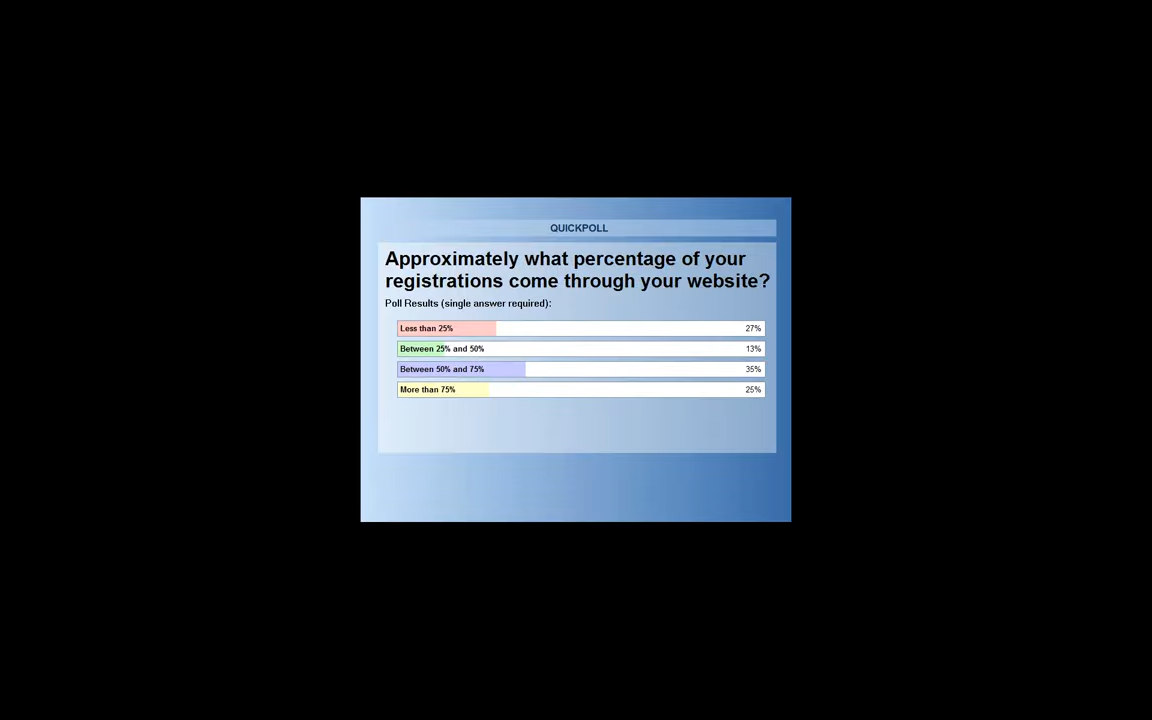 QUICKPOLL
Approximately what percentage of your
registrations come through your website?
Poll Results (single answer required):
Less than 25% 27%
Between 25% and 50% 13%
Between 50% and 75% 35%
More than 75% 25%